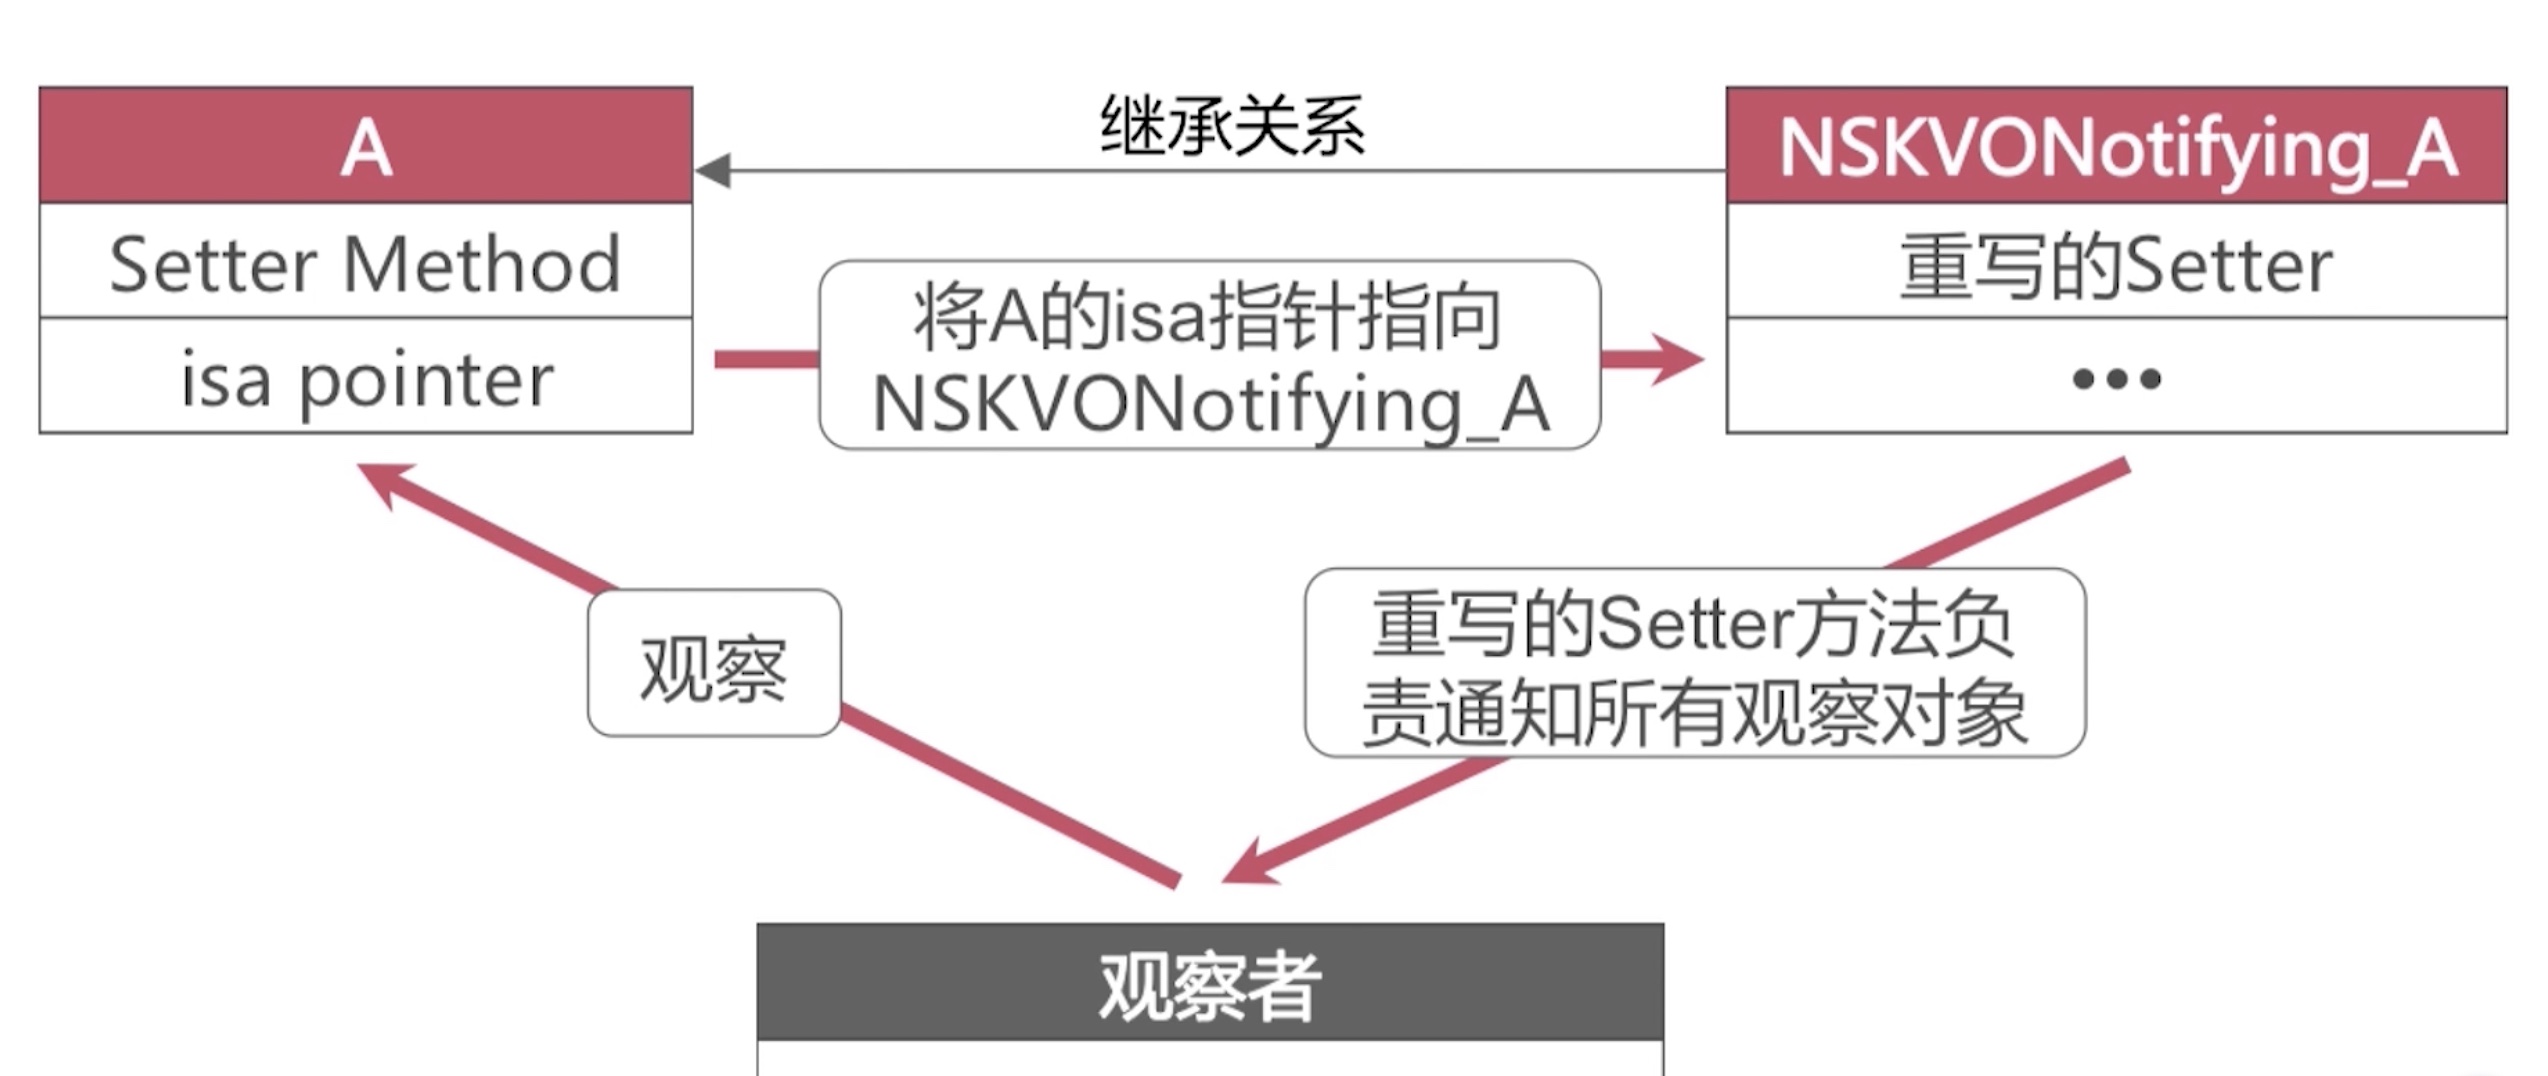 继承关系
A
NSKVONotifying_A
Setter Method
重写的Setter
将A的isa指针指向
NSKVONotifying_A
isa pointer
•••
观察
重写的Setter方法负
责通知所有观察对象
观察者